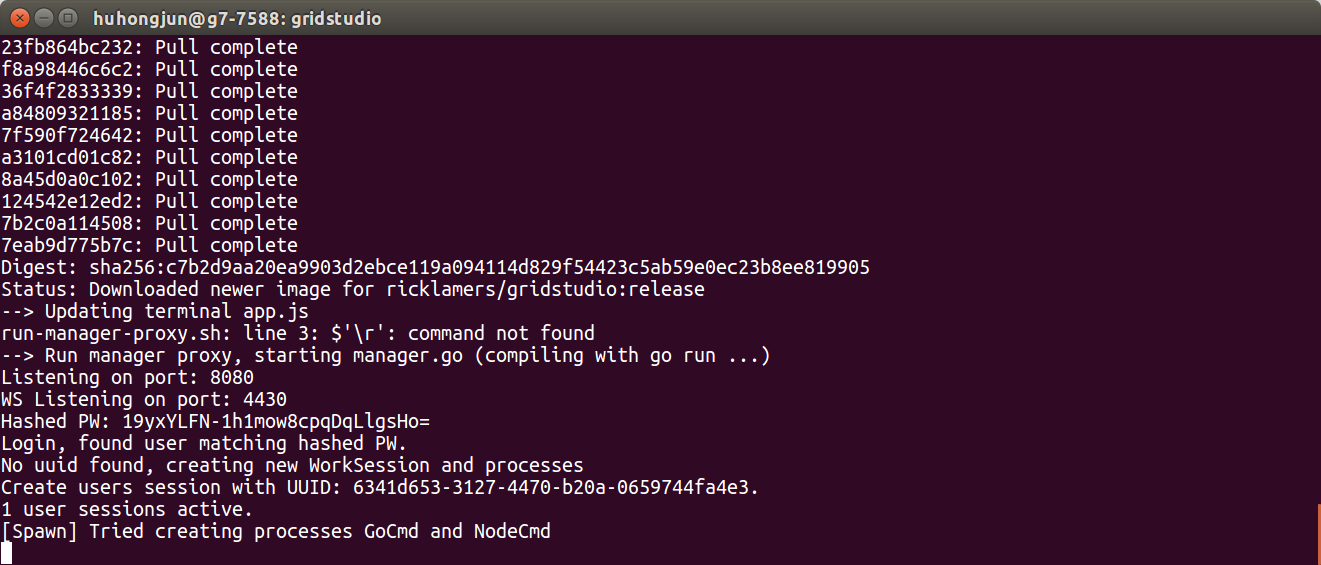 huhongjun@g7-7588: gridstudio
23fb864bc232: Pull complete
f8a98446c6c2: Pull complete
36f4f2833339: Pull complete
a84809321185: Pull complete
7f590f724642: Pull complete
a3101cd01c82: Pull complete
8a45d0a0c102: Pull complete
124542e12ed2: Pull complete
7b2c0a114508: Pull complete
7eab9d775b7c: Pull complete
Digest: sha256:c7b2d9aa20ea9903d2ebce119a094114d829f54423c5ab59e0ec23b8ee819905
Status: Downloaded newer image for ricklamers/gridstudio:release
--> Updating terminal app.js
run-manager-proxy.sh: line 3: $'\r': command not found
--> Run manager proxy, starting manager.go (compiling with go run ...)
Listening on port: 8080
WS Listening on port: 4430
Hashed PW: 19yxYLFN-1h1mow8cpqDqLlgsHo=
Login, found user matching hashed PW.
No uuid found, creating new WorkSession and processes
Create users session with UUID: 6341d653-3127-4470-b20a-0659744fa4e3.
1 user sessions active.
[Spawn] Tried creating processes GoCmd and NodeCmd